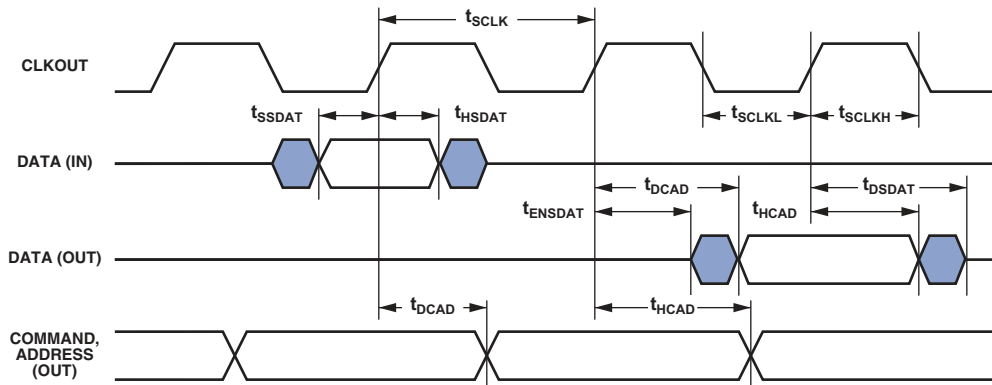 tSCLK
CLKOUT
tSSDAT
tHSDAT
tSCLKL
tSCLKH
DATA (IN)
tDCAD
tDSDAT
tENSDAT
tHCAD
DATA (OUT)
tDCAD
tHCAD
COMMAND,
ADDRESS
(OUT)